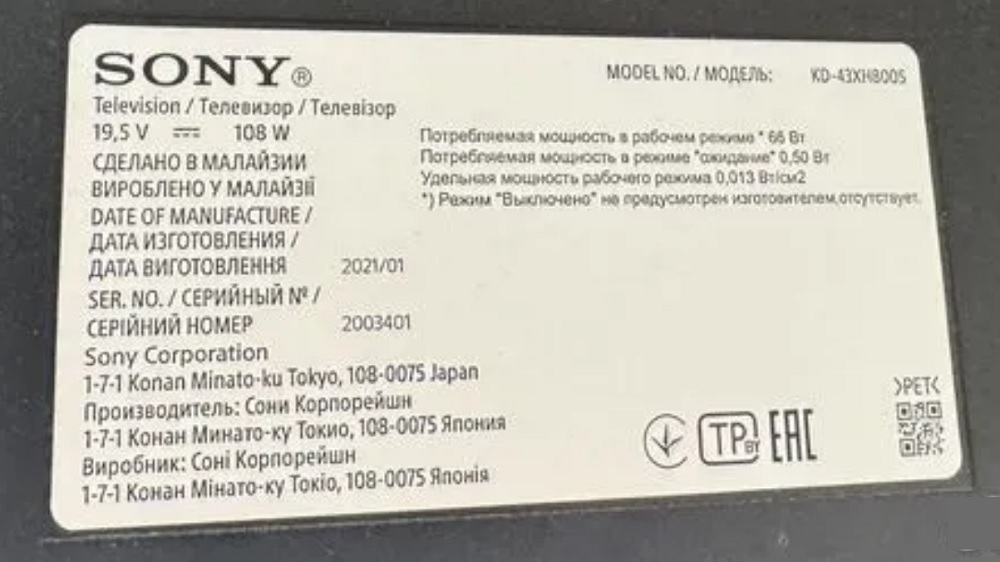 SONY®
Television / Телевизор / Телевізор
19,5 V ⎓ 108 W
СДЕЛАНО В МАЛАЙЗИИ
ВИРОБЛЕНО У МАЛАЙЗІЇ
DATE OF MANUFACTURE /
ДАТА ИЗГОТОВЛЕНИЯ /
ДАТА ВИГОТОВЛЕННЯ 2021/01
SER. NO. / СЕРИЙНЫЙ № /
СЕРІЙНИЙ НОМЕР 2003401
Sony Corporation
1-7-1 Konan Minato-ku Tokyo, 108-0075 Japan
Производитель: Сони Корпорейшн
1-7-1 Конан Минато-ку Токио, 108-0075 Япония
Виробник: Соні Корпорейшн
1-7-1 Конан Мінато-ку Токіо, 108-0075 Японія
MODEL NO. / МОДЕЛЬ: KD-43XH8005
Потребляемая мощность в рабочем режиме * 66 Вт
Потребляемая мощность в режиме "ожидание" 0,50 Вт
Удельная мощность рабочего режима 0,013 Вт/см2
*) Режим "Выключено" не предусмотрен изготовителем,отсутствует.
>PET<
TP BY EAC